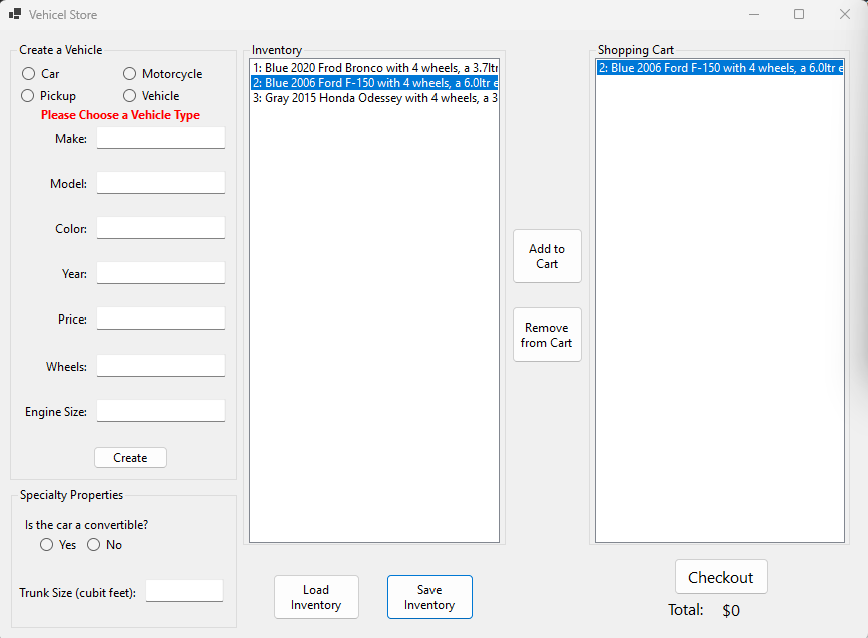 Vehicel Store
Create a Vehicle
Car
Motorcycle
Pickup
Vehicle
Please Choose a Vehicle Type
Make:
Model:
Color:
Year:
Price:
Wheels:
Engine Size:
Create
Specialty Properties
Is the car a convertible?
Yes
No
Trunk Size (cubit feet):
Inventory
1: Blue 2020 Frod Bronco with 4 wheels, a 3.7ltr
2: Blue 2006 Ford F-150 with 4 wheels, a 6.0ltr e
3: Gray 2015 Honda Odessey with 4 wheels, a 3
Load
Inventory
Save
Inventory
Add to
Cart
Remove
from Cart
Shopping Cart
2: Blue 2006 Ford F-150 with 4 wheels, a 6.0ltr e
Checkout
Total: $0